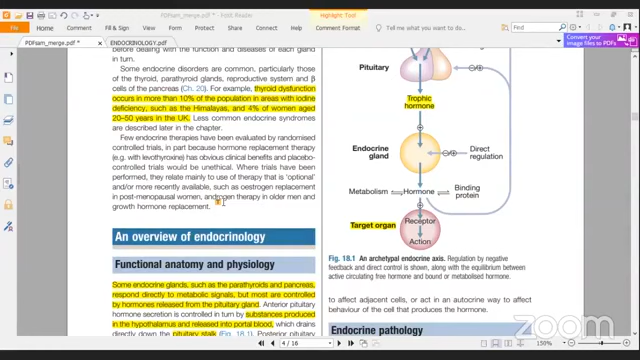 PDFsam_merge.pdf * - Foxit Reader
Highlight Tool
File
Home
Comment
Fill & Sign
View
Form
Protect
Share
Connect
Help
Comment Format
Tell me what you want to do...
Find
PDFsam_merge.pdf *
ENDOCRINOLOGY.pdf
Convert your
image files to PDFs
before dealing with the function and diseases of each gland
in turn.
Some endocrine disorders are common, particularly those
of the thyroid, parathyroid glands, reproductive system and β
cells of the pancreas (Ch. 20). For example, thyroid dysfunction
occurs in more than 10% of the population in areas with iodine
deficiency, such as the Himalayas, and 4% of women aged
20–50 years in the UK. Less common endocrine syndromes
are described later in the chapter.
Few endocrine therapies have been evaluated by randomised
controlled trials, in part because hormone replacement therapy
(e.g. with levothyroxine) has obvious clinical benefits and placebo-
controlled trials would be unethical. Where trials have been
performed, they relate mainly to use of therapy that is 'optional'
and/or more recently available, such as oestrogen replacement
in post-menopausal women, androgen therapy in older men and
growth hormone replacement.
An overview of endocrinology
Functional anatomy and physiology
Some endocrine glands, such as the parathyroids and pancreas,
respond directly to metabolic signals, but most are controlled
by hormones released from the pituitary gland. Anterior pituitary
hormone secretion is controlled in turn by substances produced
in the hypothalamus and released into portal blood, which drains
directly down the pituitary stalk (Fig. 18.1). Posterior pituitary
Pituitary
Trophic
hormone
Endocrine
gland
Direct
regulation
Metabolism
Hormone
Binding
protein
Target organ
Receptor
Action
Fig. 18.1 An archetypal endocrine axis. Regulation by negative
feedback and direct control is shown, along with the equilibrium between
active circulating free hormone and bound or metabolised hormone.
to affect adjacent cells, or act in an autocrine way to affect
behaviour of the cell that produces the hormone.
Endocrine pathology
zoom
4 / 16
150%